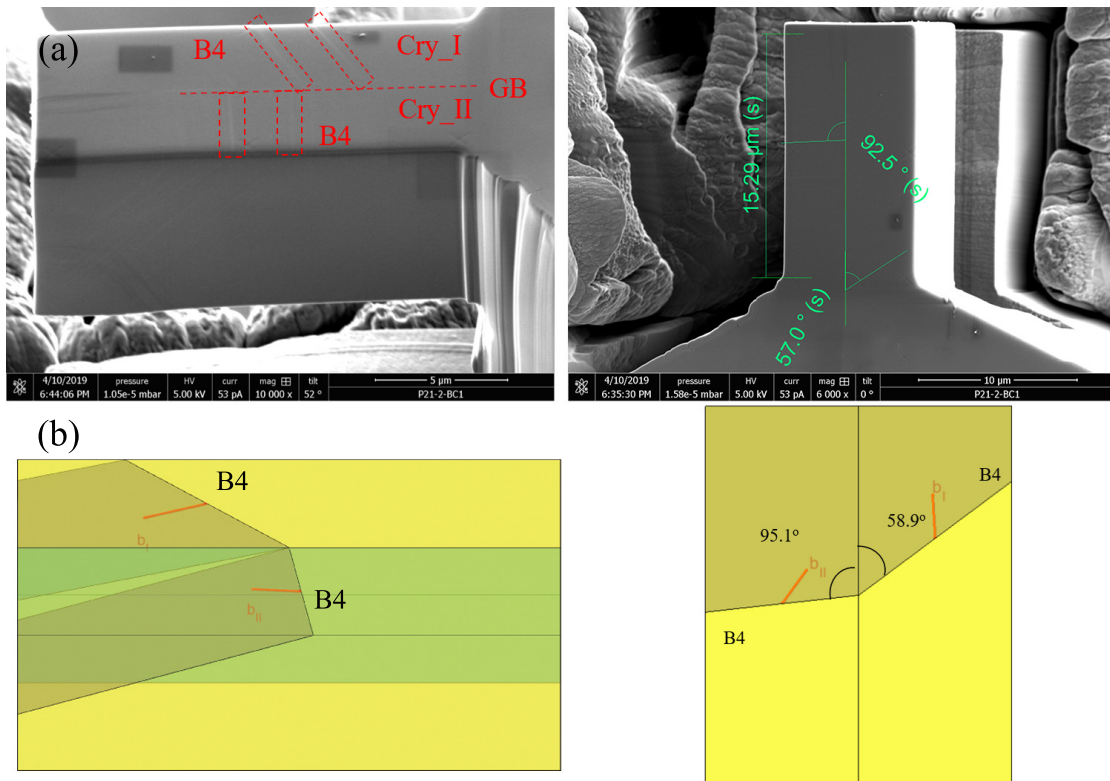 (a)
B4
Cry_I
GB
Cry_II
B4
4/10/2019
6:44:06 PM
pressure
1.05e-5 mbar
HV
5.00 kV
curr
53 pA
mag
10 000 x
tilt
52 °
5 µm
P21-2-BC1
15.29 µm (s)
92.5 ° (s)
57.0 ° (s)
4/10/2019
6:35:30 PM
pressure
1.58e-5 mbar
HV
5.00 kV
curr
53 pA
mag
6 000 x
tilt
0 °
10 µm
P21-2-BC1
(b)
B4
bI
B4
bII
B4
bI
95.1o
58.9o
bII
B4